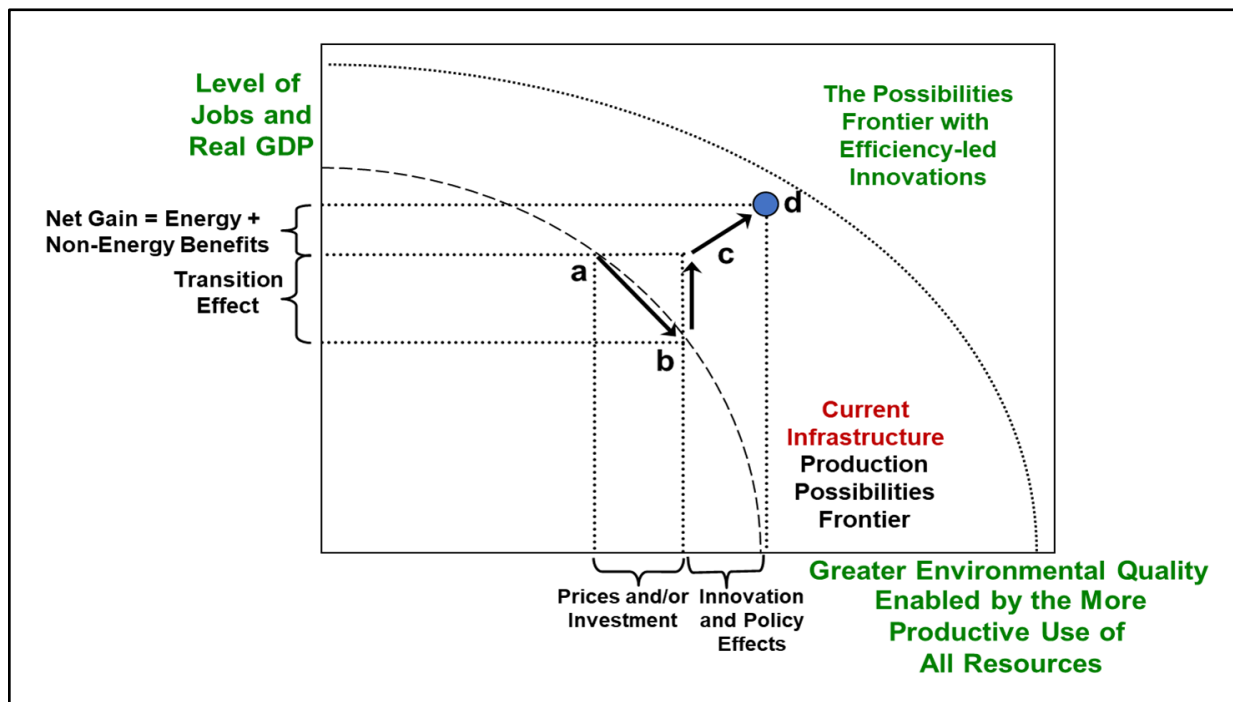 Level of
Jobs and
Real GDP
The Possibilities
Frontier with
Efficiency-led
Innovations
Net Gain = Energy +
Non-Energy Benefits
Transition
Effect
a
b
c
d
Current
Infrastructure
Production
Possibilities
Frontier
Prices and/or
Investment
Innovation
and Policy
Effects
Greater Environmental Quality
Enabled by the More
Productive Use of
All Resources